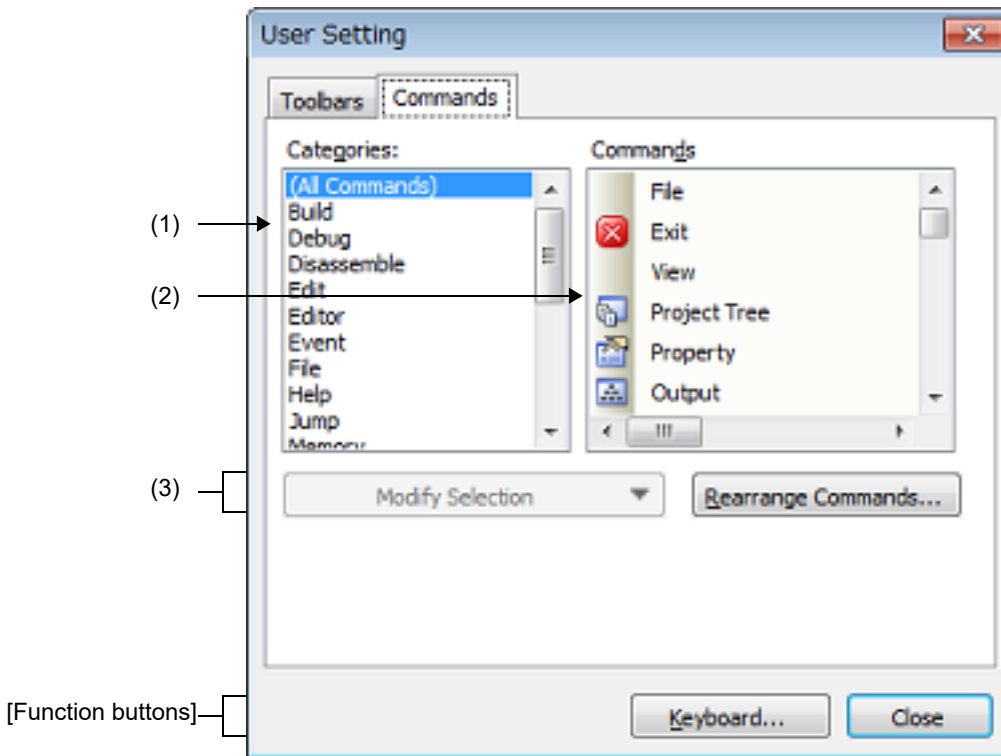 User Setting
Toolbars
Commands
Categories:
(All Commands)
Build
Debug
Disassemble
Edit
Editor
Event
File
Help
Jump
Memory
Commands
File
Exit
View
Project Tree
Property
Output
Modify Selection
Rearrange Commands...
Keyboard...
Close
(1)
(2)
(3)
[Function buttons]